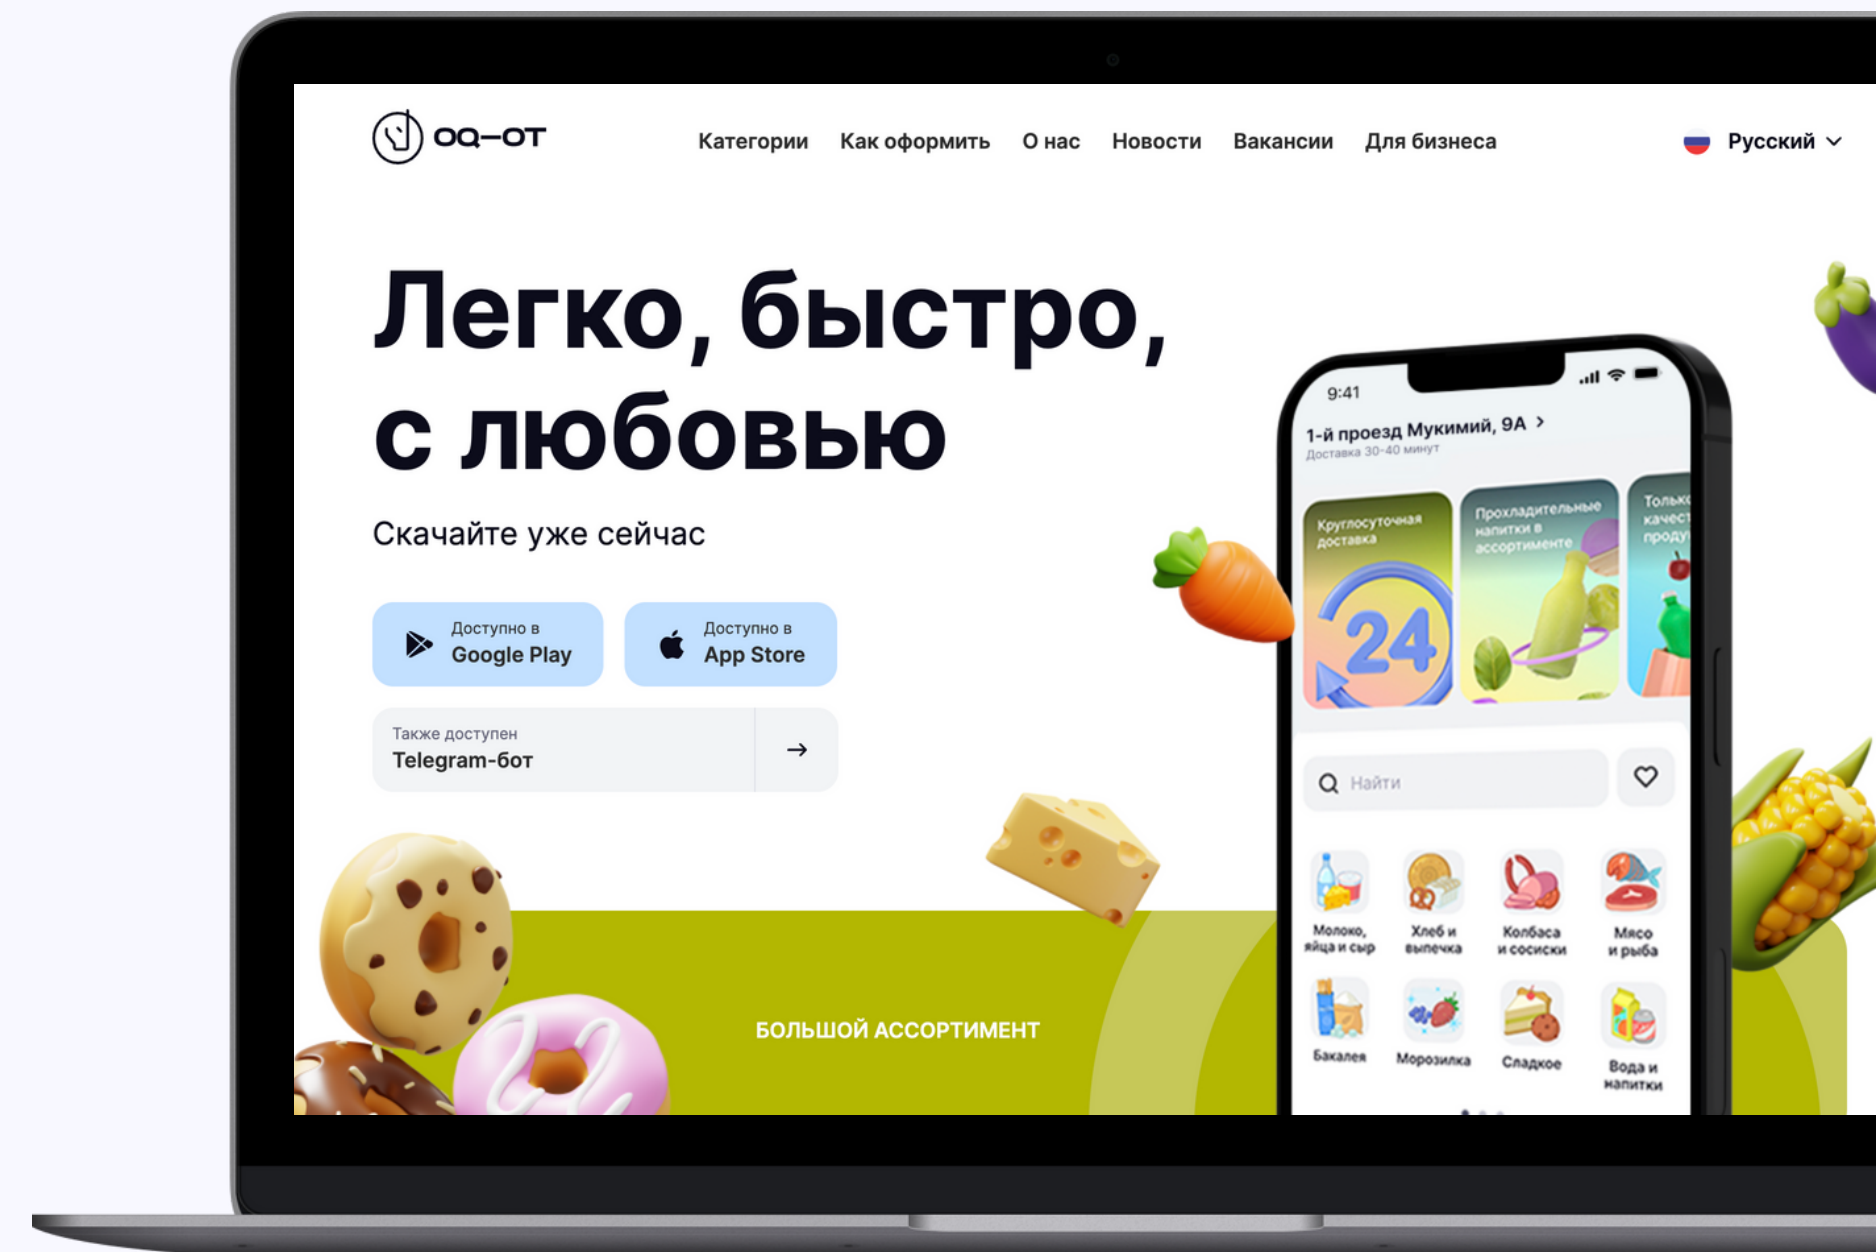 OQ–OT
Категории Как оформить О нас Новости Вакансии Для бизнеса
Русский
Легко, быстро,
с любовью
Скачайте уже сейчас
Доступно в
Google Play
Доступно в
App Store
Также доступен
Telegram-бот
БОЛЬШОЙ АССОРТИМЕНТ
9:41
1-й проезд Мукимий, 9А
Доставка 30-40 минут
Круглосуточная
доставка
24
Прохладительные
напитки в
ассортименте
Найти
Молоко,
яйца и сыр
Хлеб и
выпечка
Колбаса
и сосиски
Мясо
и рыба
Бакалея
Морозилка
Сладкое
Вода и
напитки